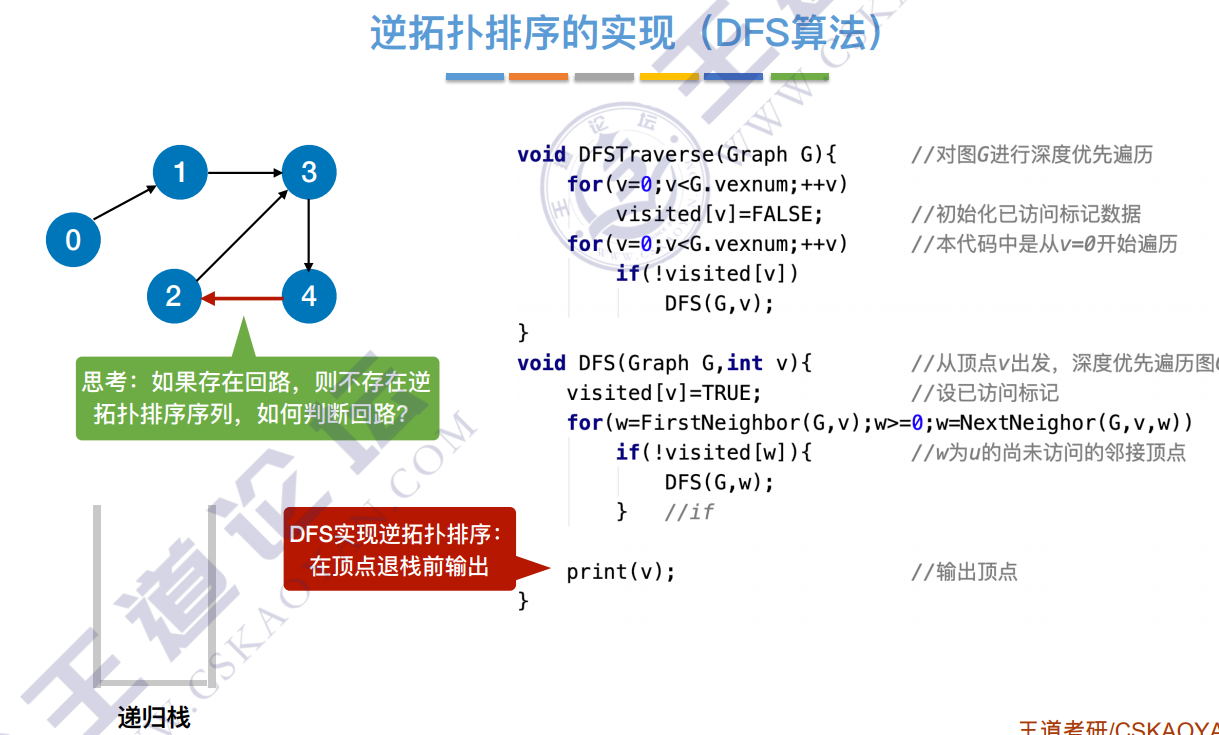 逆拓扑排序的实现（DFS算法）
0
1
3
2
4
思考：如果存在回路，则不存在逆
拓扑排序序列，如何判断回路？
递归栈
DFS实现逆拓扑排序：
在顶点退栈前输出
void DFSTraverse(Graph G){ //对图G进行深度优先遍历
for(v=0;v<G.vexnum;++v)
visited[v]=FALSE; //初始化已访问标记数据
for(v=0;v<G.vexnum;++v) //本代码中是从v=0开始遍历
if(!visited[v])
DFS(G,v);
}
void DFS(Graph G,int v){ //从顶点v出发，深度优先遍历图
visited[v]=TRUE; //设已访问标记
for(w=FirstNeighbor(G,v);w>=0;w=NextNeighor(G,v,w))
if(!visited[w]){ //w为u的尚未访问的邻接顶点
DFS(G,w);
} //if
print(v); //输出顶点
}
王道论坛
WWW.CSKAOYAN.COM
王道考研/CSKAOYA